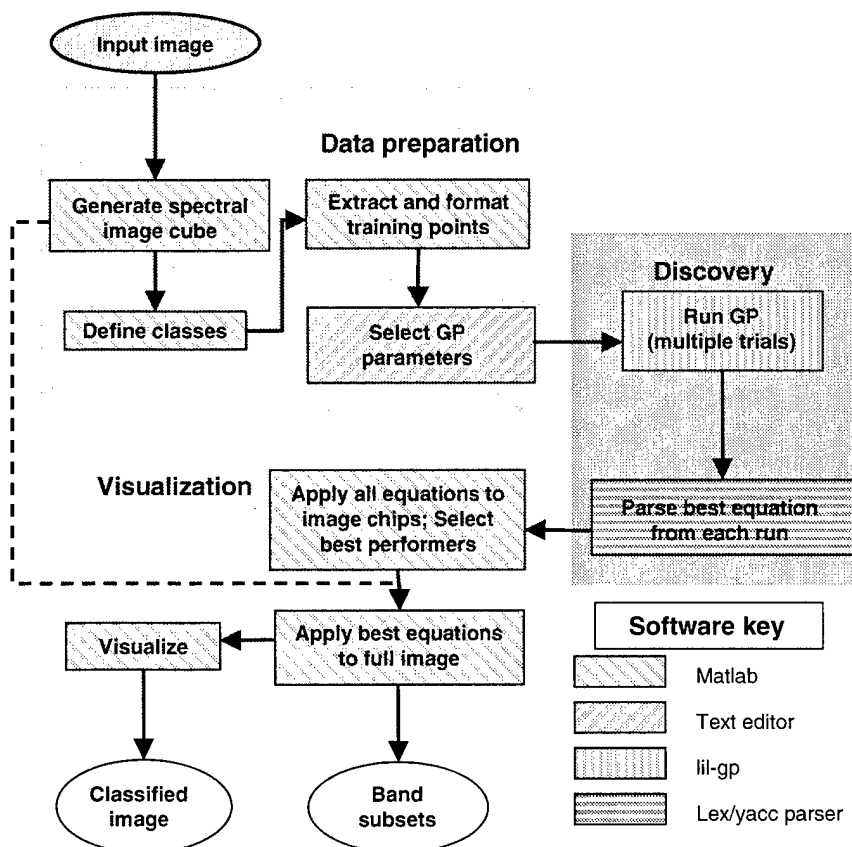 Input image
Data preparation
Generate spectral
image cube
Extract and format
training points
Define classes
Select GP
parameters
Discovery
Run GP
(multiple trials)
Parse best equation
from each run
Visualization
Apply all equations to
image chips; Select
best performers
Apply best equations
to full image
Visualize
Classified
image
Band
subsets
Software key
Matlab
Text editor
lil-gp
Lex/yacc parser